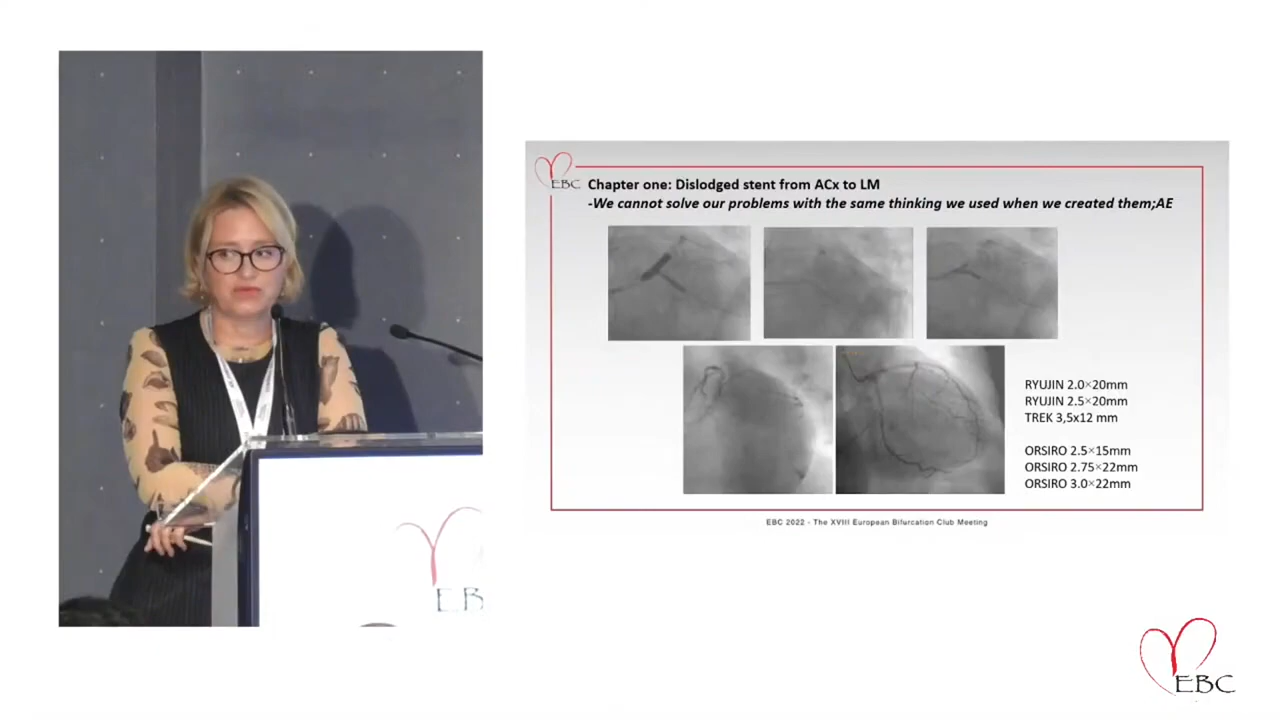 EBC
Chapter one: Dislodged stent from ACx to LM
-We cannot solve our problems with the same thinking we used when we created them;AE
RYUJIN 2.0×20mm
RYUJIN 2.5×20mm
TREK 3,5x12 mm
ORSIRO 2.5×15mm
ORSIRO 2.75×22mm
ORSIRO 3.0×22mm
EBC 2022 - The XVIII European Bifurcation Club Meeting
EB
EBC